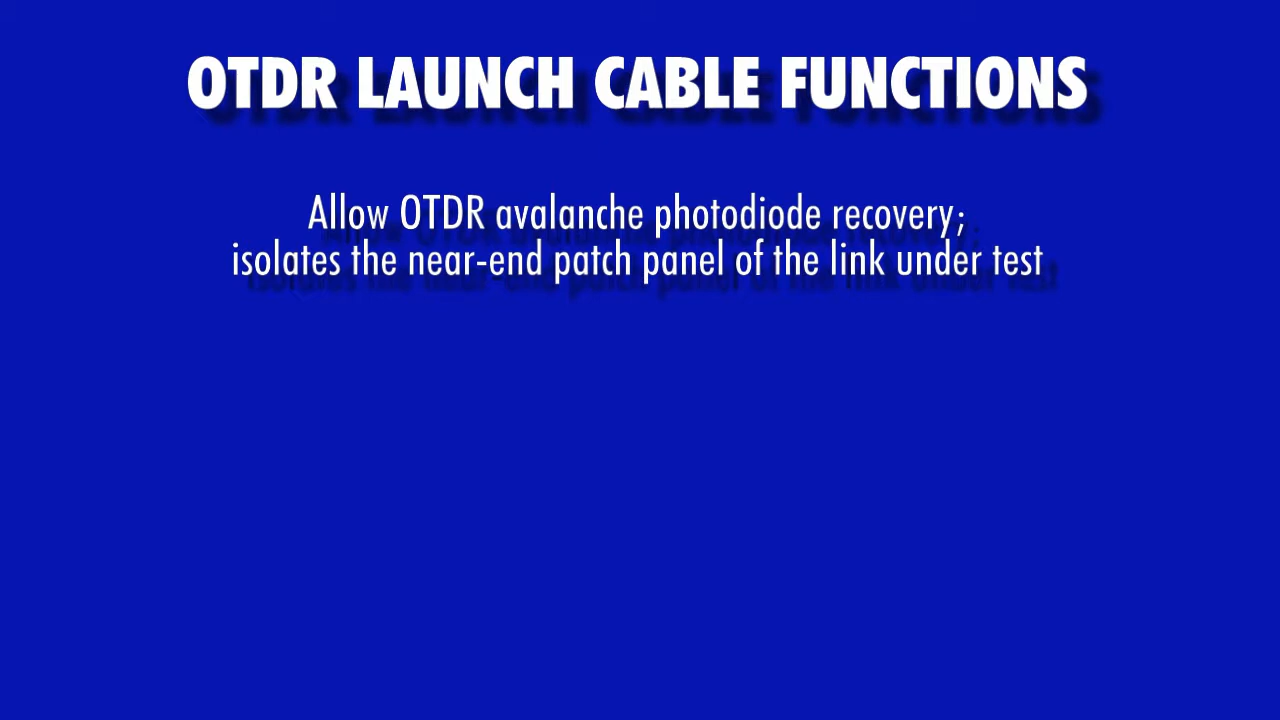 OTDR LAUNCH CABLE FUNCTIONS
Allow OTDR avalanche photodiode recovery;
isolates the near-end patch panel of the link under test